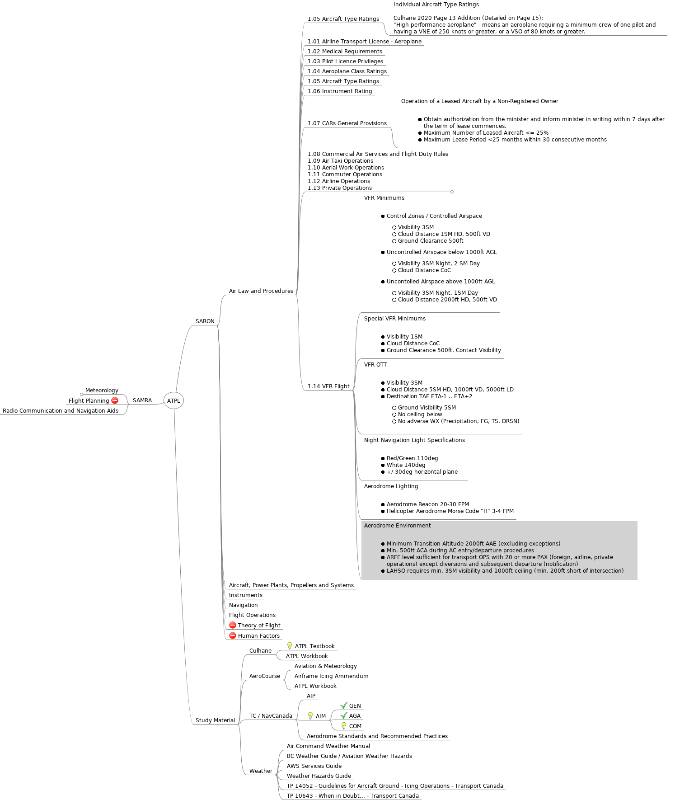 Individual Aircraft Type Ratings
1.05 Aircraft Type Ratings
Culhane 2029 Page 13 Addition (Detailed on Page 15):
"High performance aeroplane" - means an aeroplane requiring a minimum crew of one pilot and
having a VNE of 250 knots or greater, or a VSO of 80 knots or greater.
1.01 Airline Transport License - Aeroplane
1.02 Medical Requirements
1.03 Pilot Licence Privileges
1.04 Aeroplane Class Ratings
1.05 Aircraft Type Ratings
1.06 Instrument Rating
Operation of a Leased Aircraft by a Non-Registered Owner
1.07 CARs General Provisions
Obtain authorization from the minister and inform minister in writing within 7 days after
the term of lease commences.
Maximum Number of Leased Aircraft <= 25%
Maximum Lease Period <25 months within 30 consecutive months
1.08 Commercial Air Services and Flight Duty Rules
1.09 Air Taxi Operations
1.10 Aerial Work Operations
1.11 Commuter Operations
1.12 Airline Operations
1.13 Private Operations
VFR Minimums
Control Zones / Controlled Airspace
Visibility 3SM
Cloud Distance 1SM HD, 500ft VD
Ground Clearance 500ft
Uncontrolled Airspace below 1000ft AGL
Visibility 3SM Night, 2 SM Day
Cloud Distance CoC
Uncontrolled Airspace above 1000ft AGL
Visibility 3SM Night, 1SM Day
Cloud Distance 2000ft HD, 500ft VD
Air Law and Procedures
SARON
Special VFR Minimums
Visibility 1SM
Cloud Distance CoC
Ground Clearance 500ft. Contact Visibility
VFR OTT
1.14 VFR Flight
Visibility 3SM
Cloud Distance 5SM HD, 1000ft VD, 5000ft LD
Destination TAF ETA-1 .. ETA+2
Ground Visibility 5SM
No ceiling below
No adverse WX (Precipitation, FG, TS, DRSN)
Meteorology
Flight Planning
Radio Communication and Navigation Aids
SAMRA
ATPL
Night Navigation Light Specifications
Red/Green 110deg
White 140deg
+/ 30deg horizontal plane
Aerodrome Lighting
Aerodrome Beacon 20-30 FPM
Helicopter Aerodrome Morse Code "H" 3-4 FPM
Aerodrome Environment
Minimum Transition Altitude 2000ft AAE (excluding exceptions)
Min. 500ft ACA during AC entry/departure procedures
ARFF level sufficient for transport OPS with 20 or more PAX (foreign, airline, private
operations) except diversions and subsequent departure (notification)
LAHSO requires min. 3SM visibility and 1000ft ceiling (min. 200ft short of intersection)
Aircraft, Power Plants, Propellers and Systems
Instruments
Navigation
Flight Operations
Theory of Flight
Human Factors
Culhane
ATPL Textbook
ATPL Workbook
AeroCourse
Aviation & Meteorology
Airframe Icing Ammendum
ATPL Workbook
Study Material
TC / NavCanada
AIP
AIM
GEN
AGA
COM
Aerodrome Standards and Recommended Practices
Weather
Air Command Weather Manual
BC Weather Guide / Aviation Weather Hazards
AWS Services Guide
Weather Hazards Guide
TP 14052 - Guidelines for Aircraft Ground - Icing Operations - Transport Canada
TP 10643 - When in Doubt... - Transport Canada